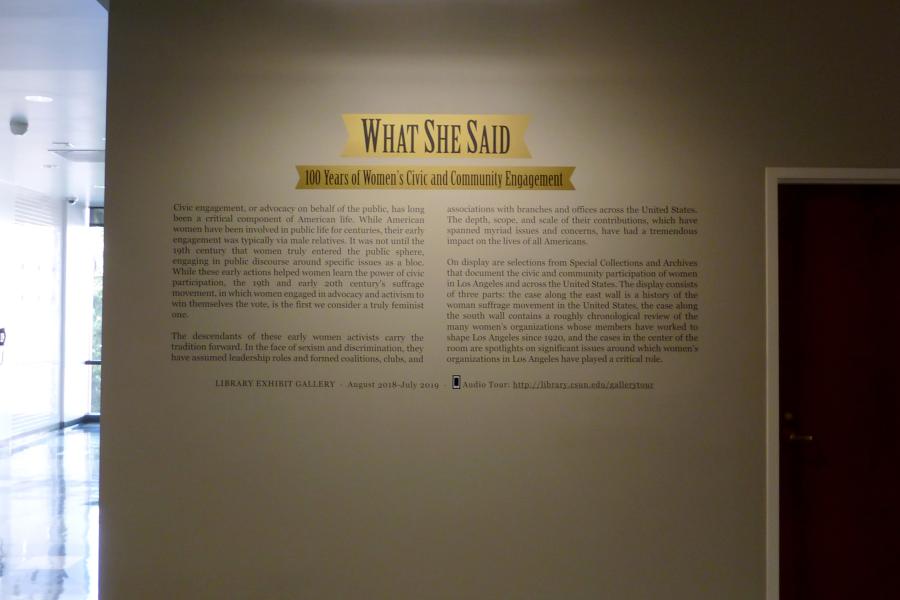 WHAT SHE SAID
100 Years of Women's Civic and Community Engagement
Civic engagement, or advocacy on behalf of the public, has long
been a critical component of American life. While American
women have been involved in public life for centuries, their early
engagement was typically via male relatives. It was not until the
19th century that women truly entered the public sphere,
engaging in public discourse around specific issues as a bloc.
While these early actions helped women learn the power of civic
participation, the 19th and early 20th century's suffrage
movement, in which women engaged in advocacy and activism to
win themselves the vote, is the first we consider a truly feminist
one.
The descendants of these early women activists carry the
tradition forward. In the face of sexism and discrimination, they
have assumed leadership roles and formed coalitions, clubs, and
associations with branches and offices across the United States.
The depth, scope, and scale of their contributions, which have
spanned myriad issues and concerns, have had a tremendous
impact on the lives of all Americans.
On display are selections from Special Collections and Archives
that document the civic and community participation of women
in Los Angeles and across the United States. The display consists
of three parts: the case along the east wall is a history of the
woman suffrage movement in the United States, the case along
the south wall contains a roughly chronological review of the
many women's organizations whose members have worked to
shape Los Angeles since 1920, and the cases in the center of the
room are spotlights on significant issues around which women's
organizations in Los Angeles have played a critical role.
LIBRARY EXHIBIT GALLERY · August 2018-July 2019 · Audio Tour: http://library.csun.edu/gallerytour